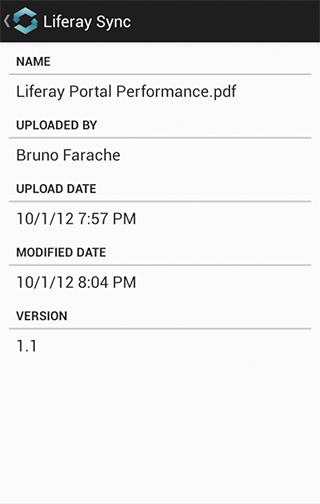 Liferay Sync
NAME
Liferay Portal Performance.pdf
UPLOADED BY
Bruno Farache
UPLOAD DATE
10/1/12 7:57 PM
MODIFIED DATE
10/1/12 8:04 PM
VERSION
1.1